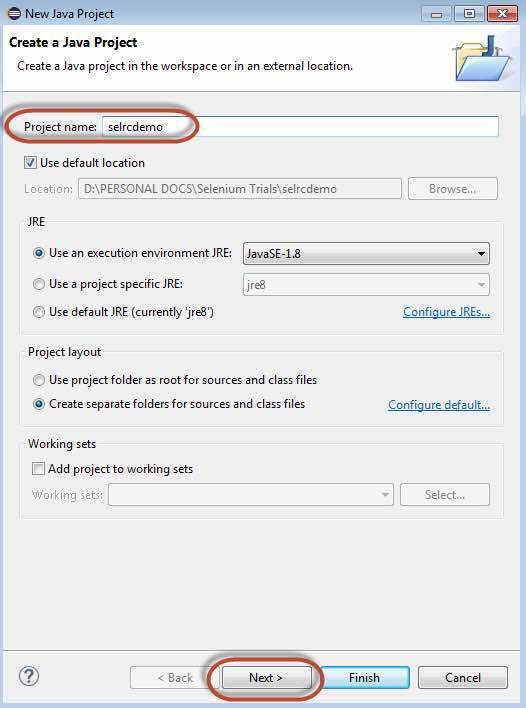 New Java Project
Create a Java Project
Create a Java project in the workspace or in an external location.
Project name: selrcdemo
Use default location
Location: D:\PERSONAL DOCS\Selenium Trials\selrcdemo Browse...
JRE
Use an execution environment JRE: JavaSE-1.8
Use a project specific JRE: jre8
Use default JRE (currently 'jre8') Configure JREs...
Project layout
Use project folder as root for sources and class files
Create separate folders for sources and class files Configure default...
Working sets
Add project to working sets
Working sets: Select...
? < Back Next > Finish Cancel